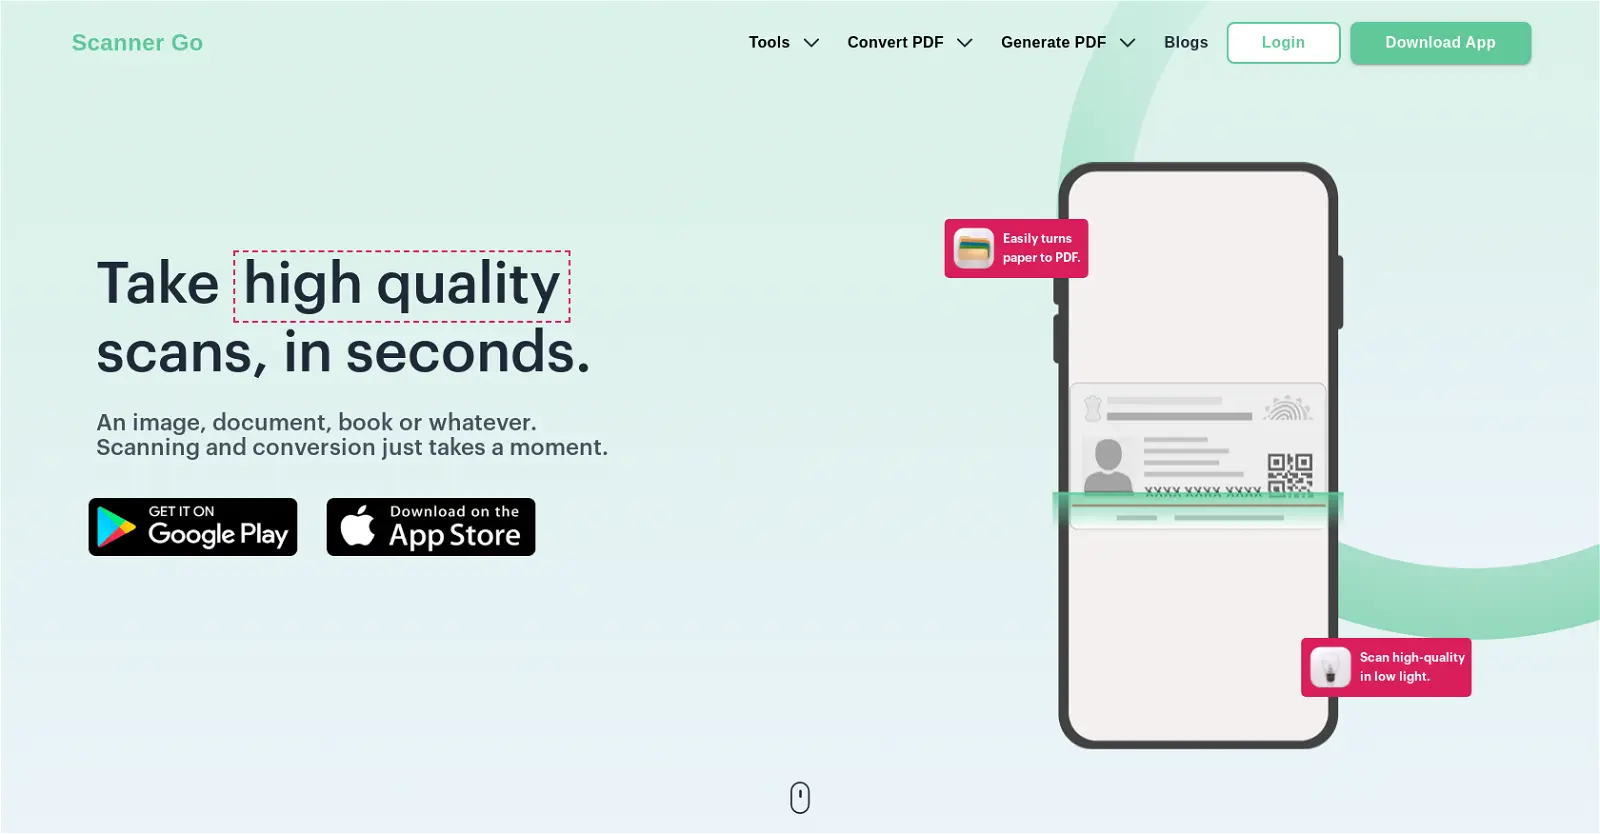 Scanner Go
Tools
Convert PDF
Generate PDF
Blogs
Login
Download App
Take high quality
scans, in seconds.
An image, document, book or whatever.
Scanning and conversion just takes a moment.
GET IT ON
Google Play
Download on the
App Store
Easily turns
paper to PDF.
XXXX XXXX XXXX
Scan high-quality
in low light.